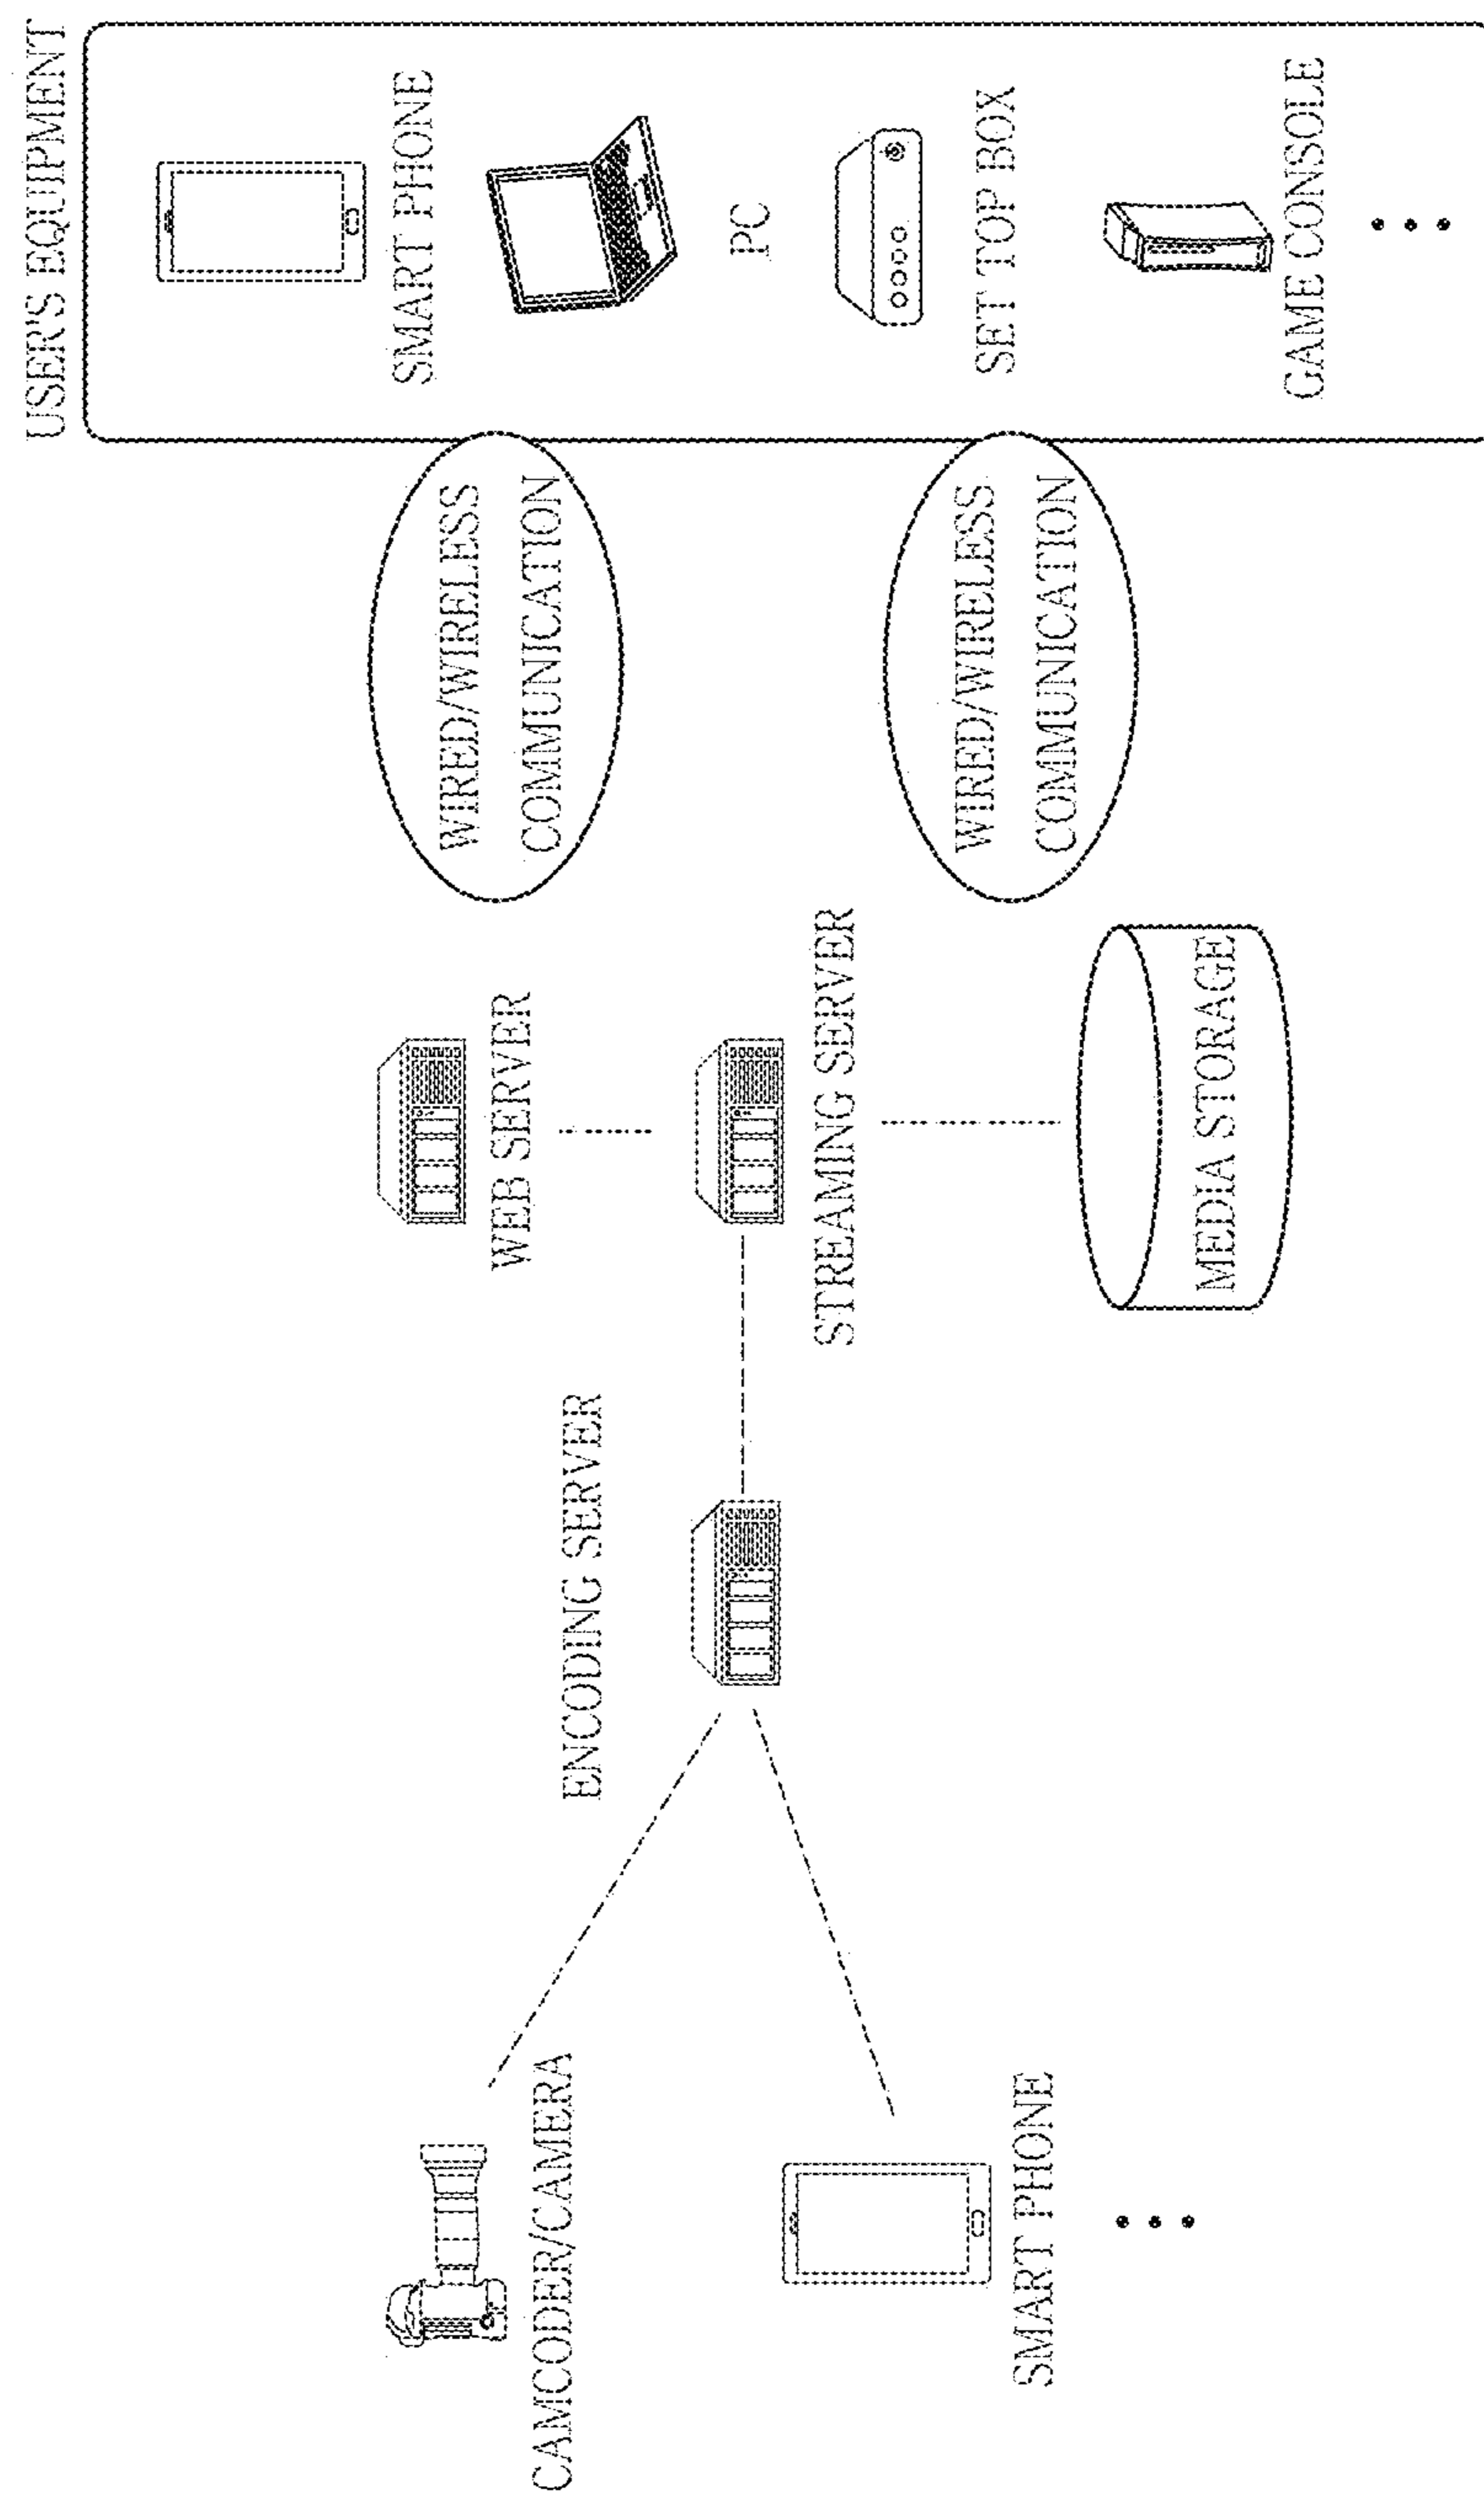 CAMCODER/CAMERA
SMART PHONE
ENCODING SERVER
WEB SERVER
STREAMING SERVER
MEDIA STORAGE
WIRED/WIRELESS
COMMUNICATION
WIRED/WIRELESS
COMMUNICATION
USER'S EQUIPMENT
SMART PHONE
PC
SET TOP BOX
GAME CONSOLE